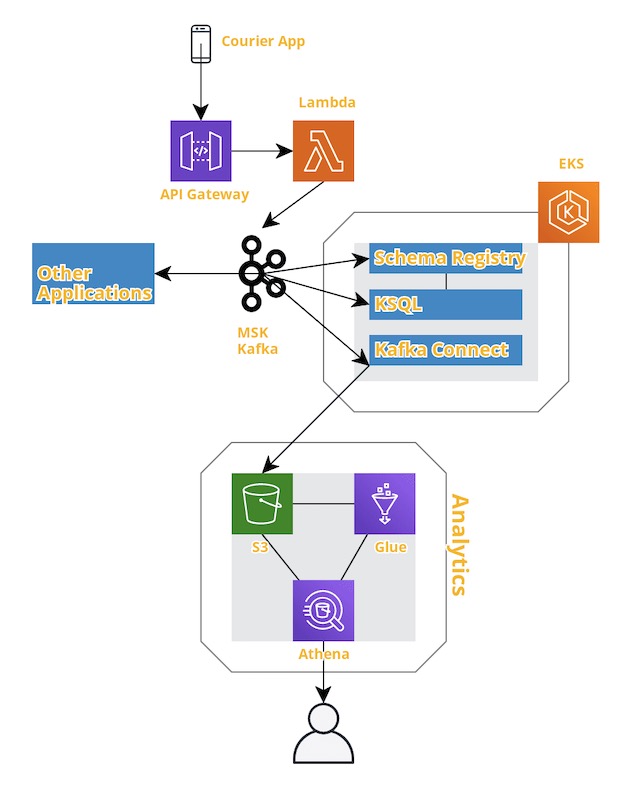 Courier App
Lambda
API Gateway
EKS
Schema Registry
Other
Applications
KSQL
MSK
Kafka
Kafka Connect
S3
Glue
Analytics
Athena